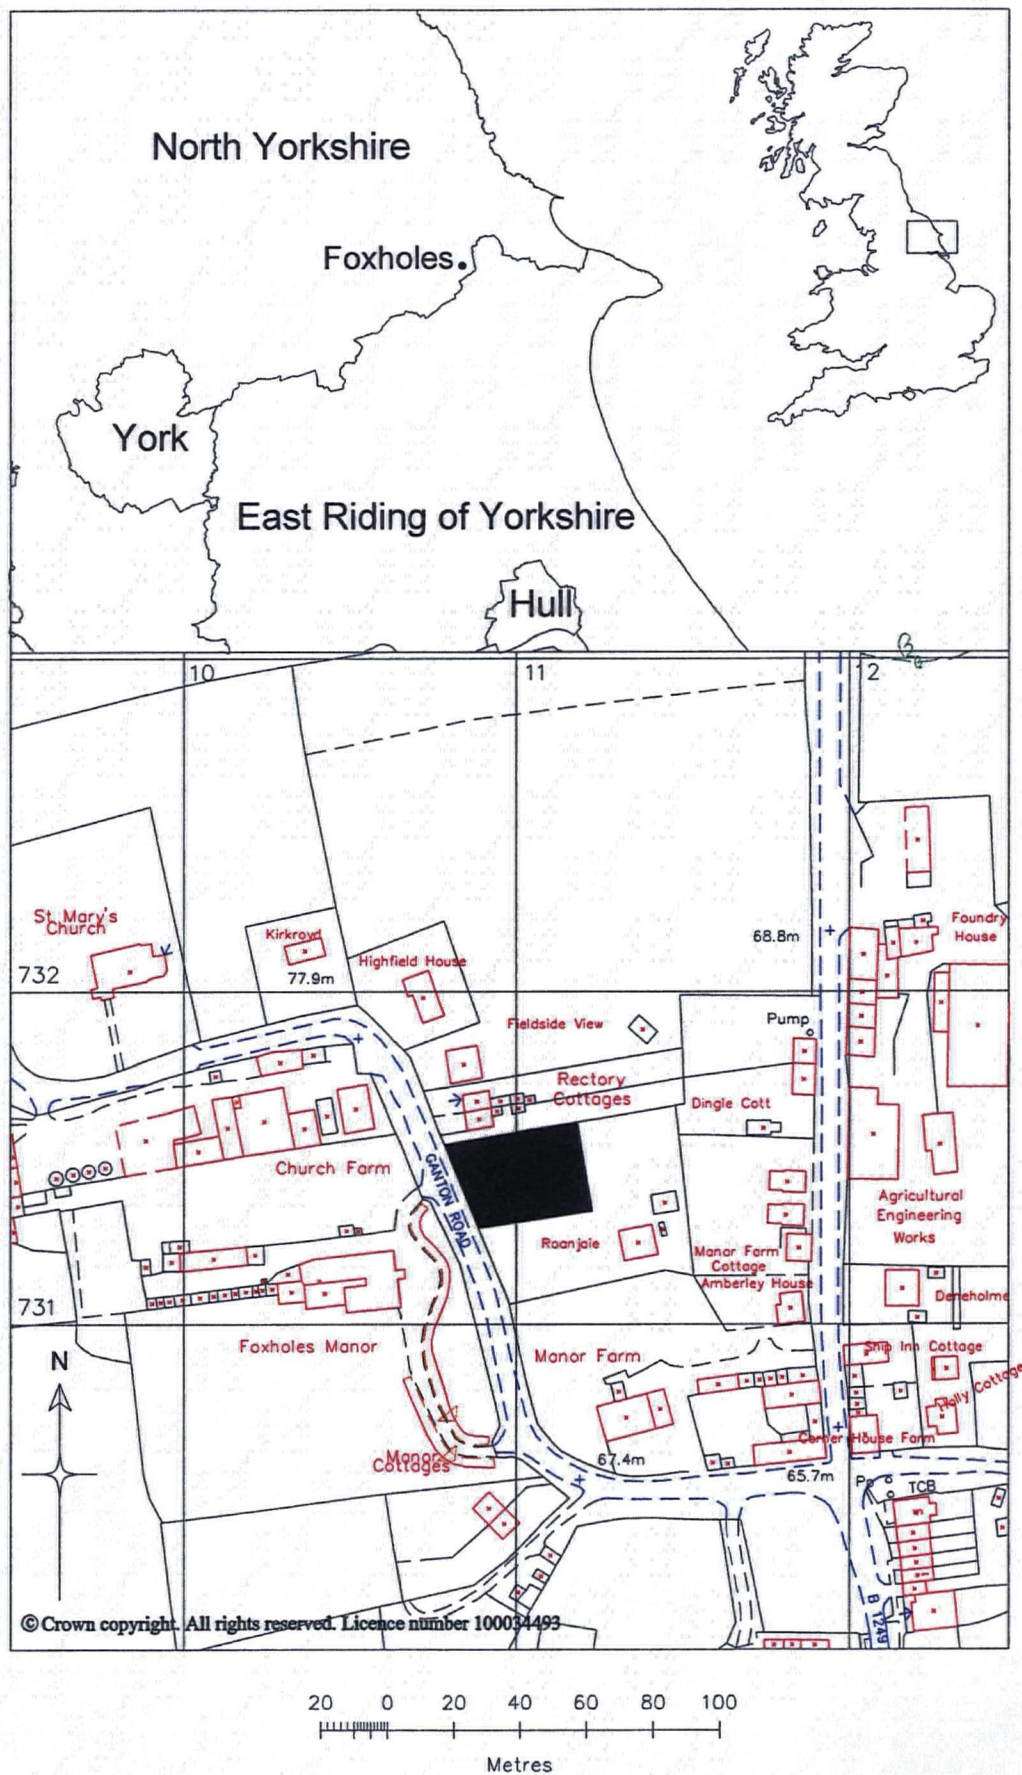 North Yorkshire
Foxholes
York
East Riding of Yorkshire
Hull
10
11
St Mary's
Church
Kirkroyd
77.9m
Highfield House
68.8m
Foundry
House
732
Fieldside View
Pump
Rectory
Cottages
Dingle Cott
Church Farm
GANTON ROAD
Agricultural
Engineering
Works
Roanjaie
Manor Farm
Cottage
Amberley House
Deneholme
731
Foxholes Manor
Manor Farm
Ship Inn Cottage
Holly Cottage
N
Corner House Farm
Manor
Cottages
67.4m
65.7m
TCB
B 1249
© Crown copyright. All rights reserved. Licence number 100034493
20 0 20 40 60 80 100
Metres